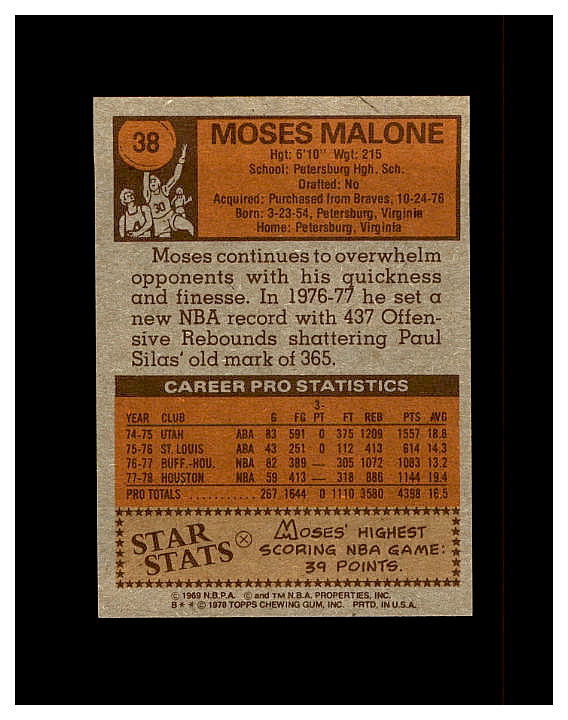 38
MOSES MALONE
Hgt: 6'10" Wgt: 215
School: Petersburg Hgh. Sch.
Drafted: No
Acquired: Purchased from Braves, 10-24-76
Born: 3-23-54, Petersburg, Virginia
Home: Petersburg, Virginia
30
Moses continues to overwhelm
opponents with his quickness
and finesse. In 1976-77 he set a
new NBA record with 437 Offen-
sive Rebounds shattering Paul
Silas' old mark of 365.
CAREER PRO STATISTICS
YEAR CLUB G FG 3-PT FT REB PTS AVG
74-75 UTAH ABA 83 591 0 375 1209 1557 18.8
75-76 ST. LOUIS ABA 43 251 0 112 413 614 14.3
76-77 BUFF.-HOU. NBA 82 389 — 305 1072 1083 13.2
77-78 HOUSTON NBA 59 413 — 318 886 1144 19.4
PRO TOTALS .......... 267 1644 0 1110 3580 4398 16.5
STAR STATS
MOSES' HIGHEST
SCORING NBA GAME:
39 POINTS.
© 1969 N.B.P.A. © and TM N.B.A. PROPERTIES, INC.
B * * © 1978 TOPPS CHEWING GUM, INC. PRTD. IN U.S.A.